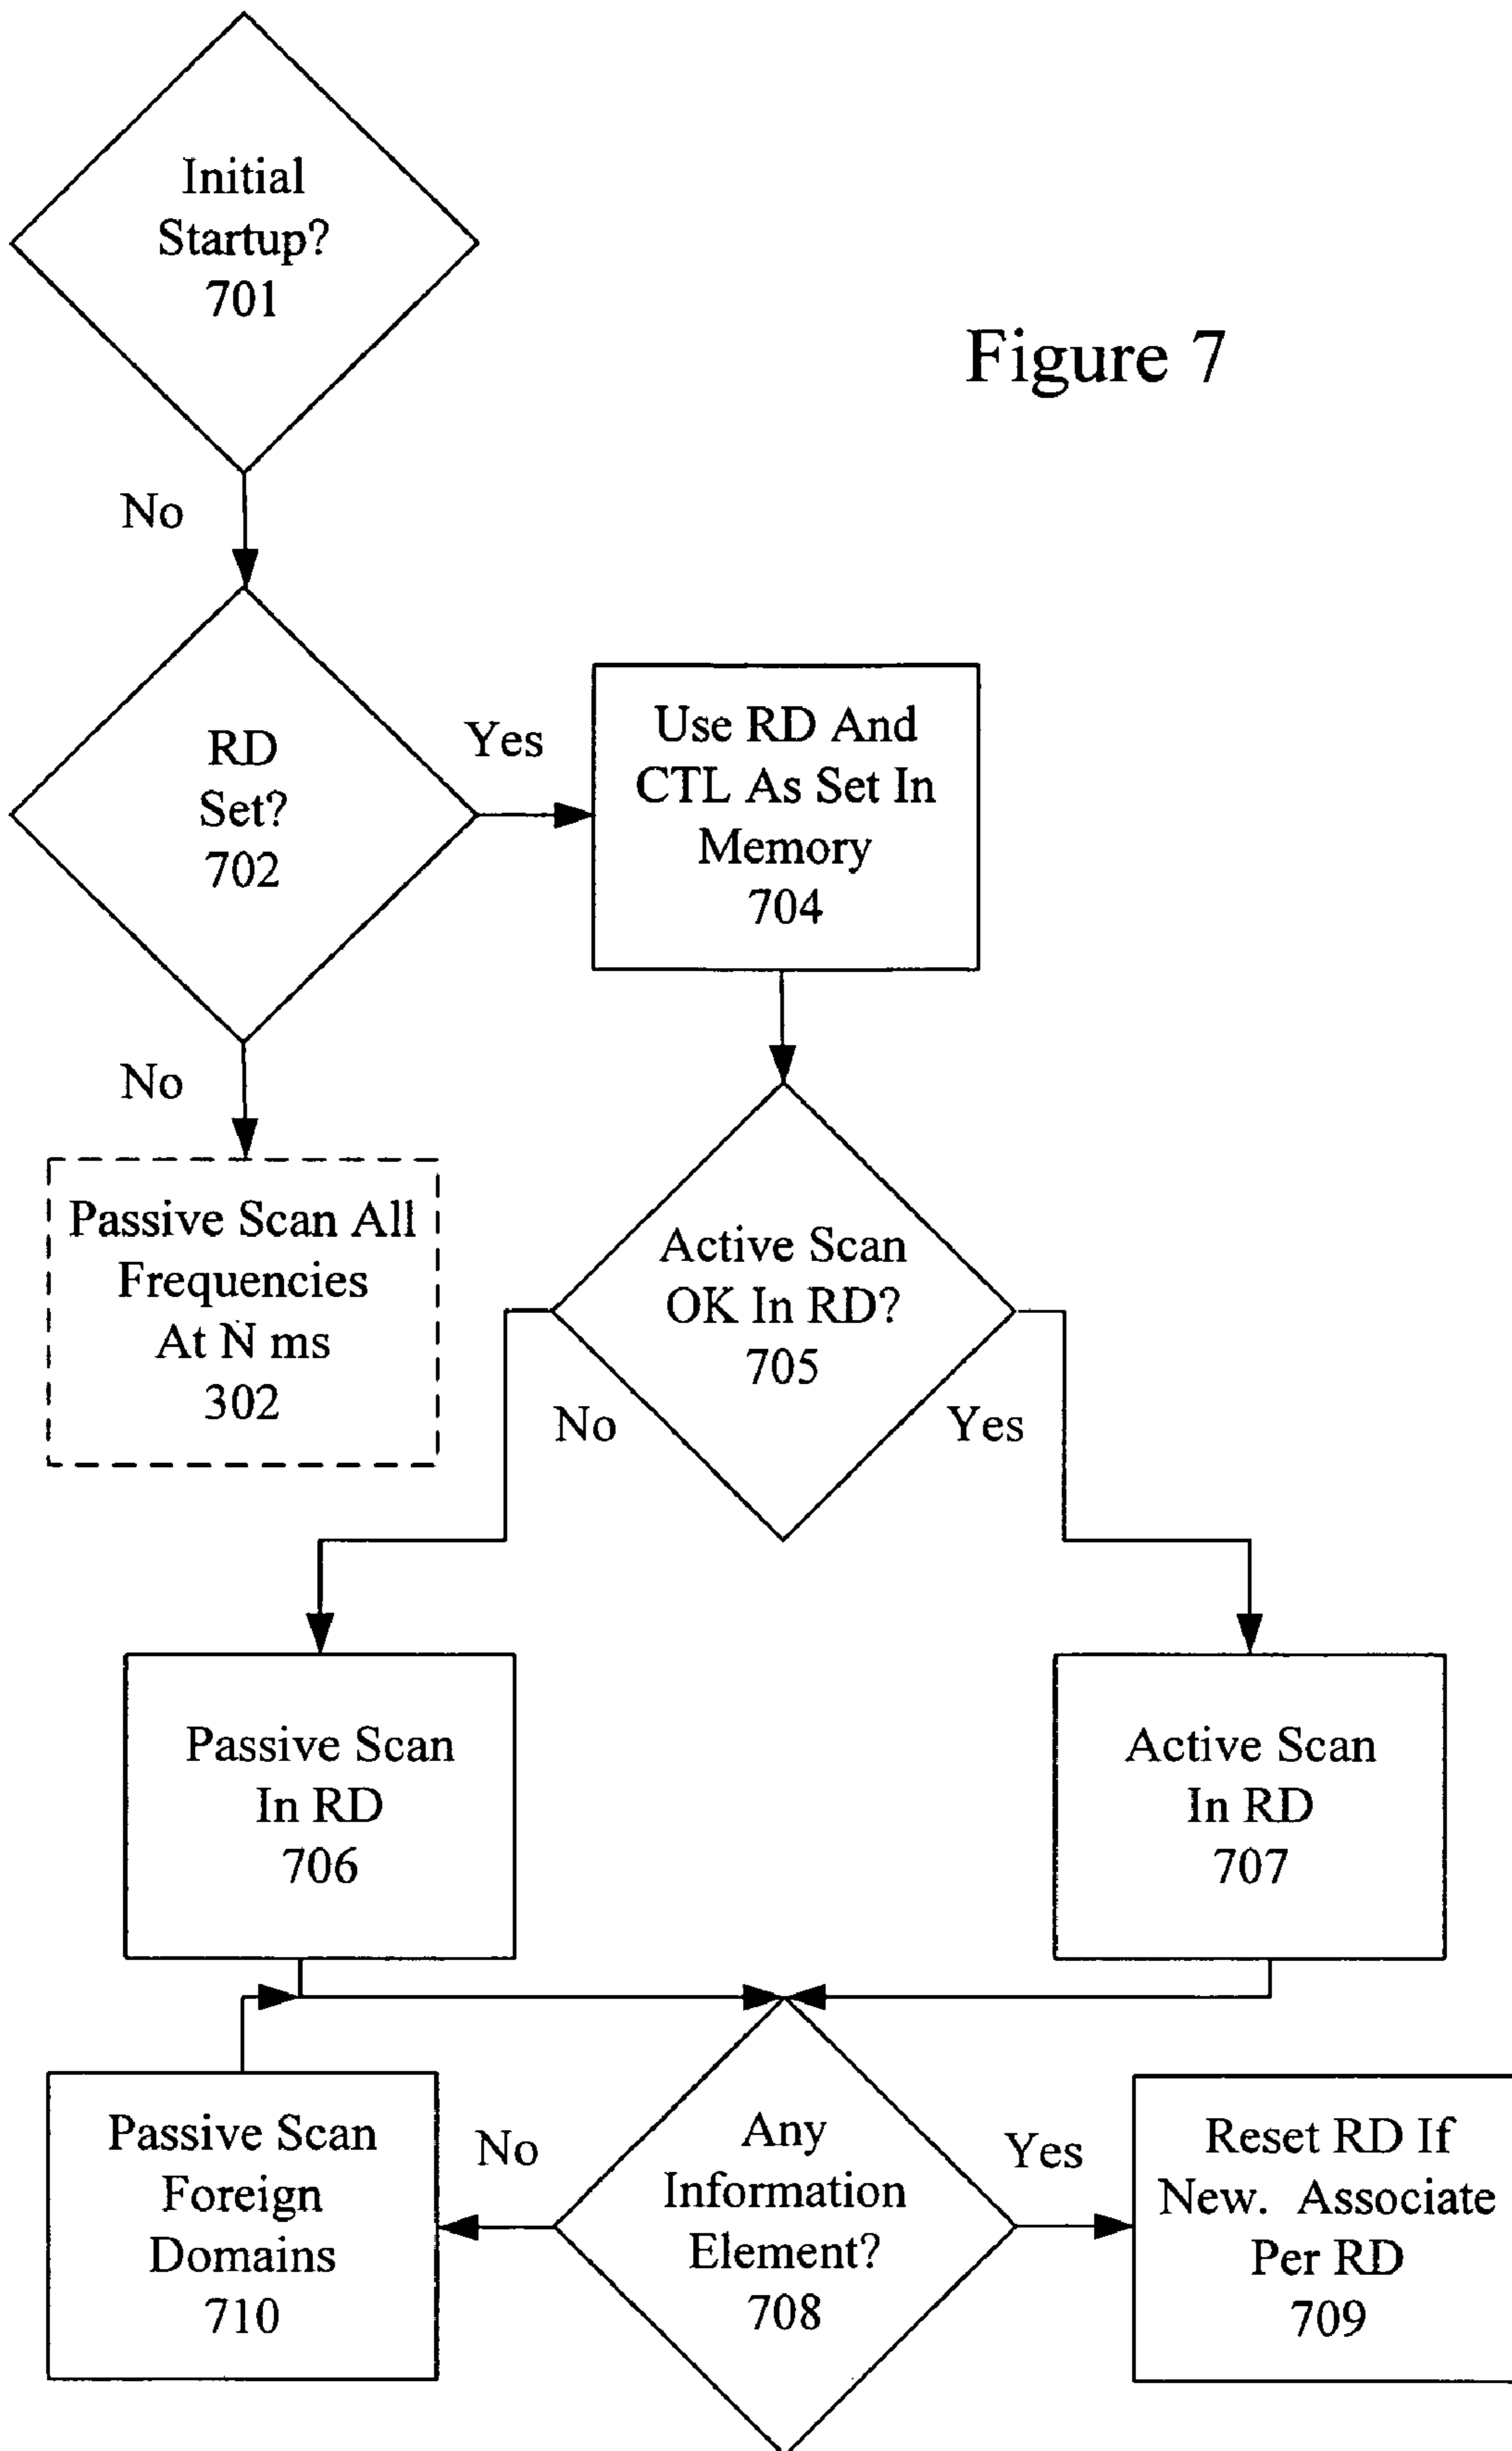 Initial
Startup?
701
Figure 7
No
RD
Set?
702
Yes
Use RD And
CTL As Set In
Memory
704
No
Passive Scan All
Frequencies
At N ms
302
Active Scan
OK In RD?
705
No
Yes
Passive Scan
In RD
706
Active Scan
In RD
707
Passive Scan
Foreign
Domains
710
No
Any
Information
Element?
708
Yes
Reset RD If
New. Associate
Per RD
709